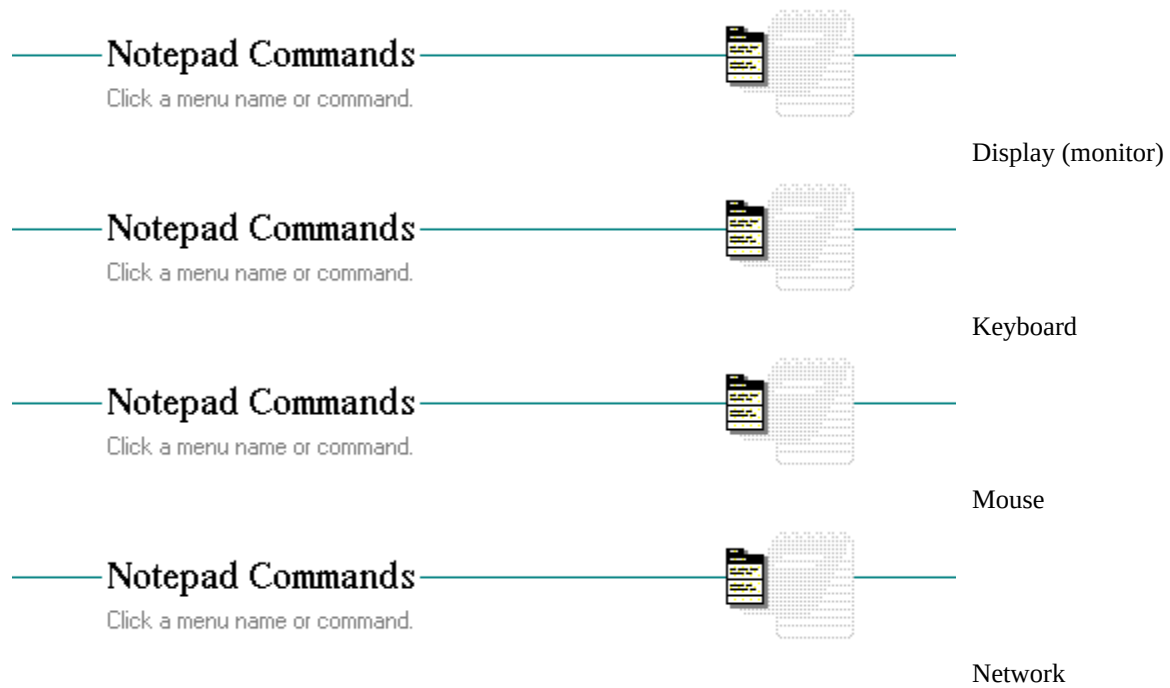 Notepad Commands
Click a menu name or command.
Display (monitor)
Notepad Commands
Click a menu name or command.
Keyboard
Notepad Commands
Click a menu name or command.
Mouse
Notepad Commands
Click a menu name or command.
Network